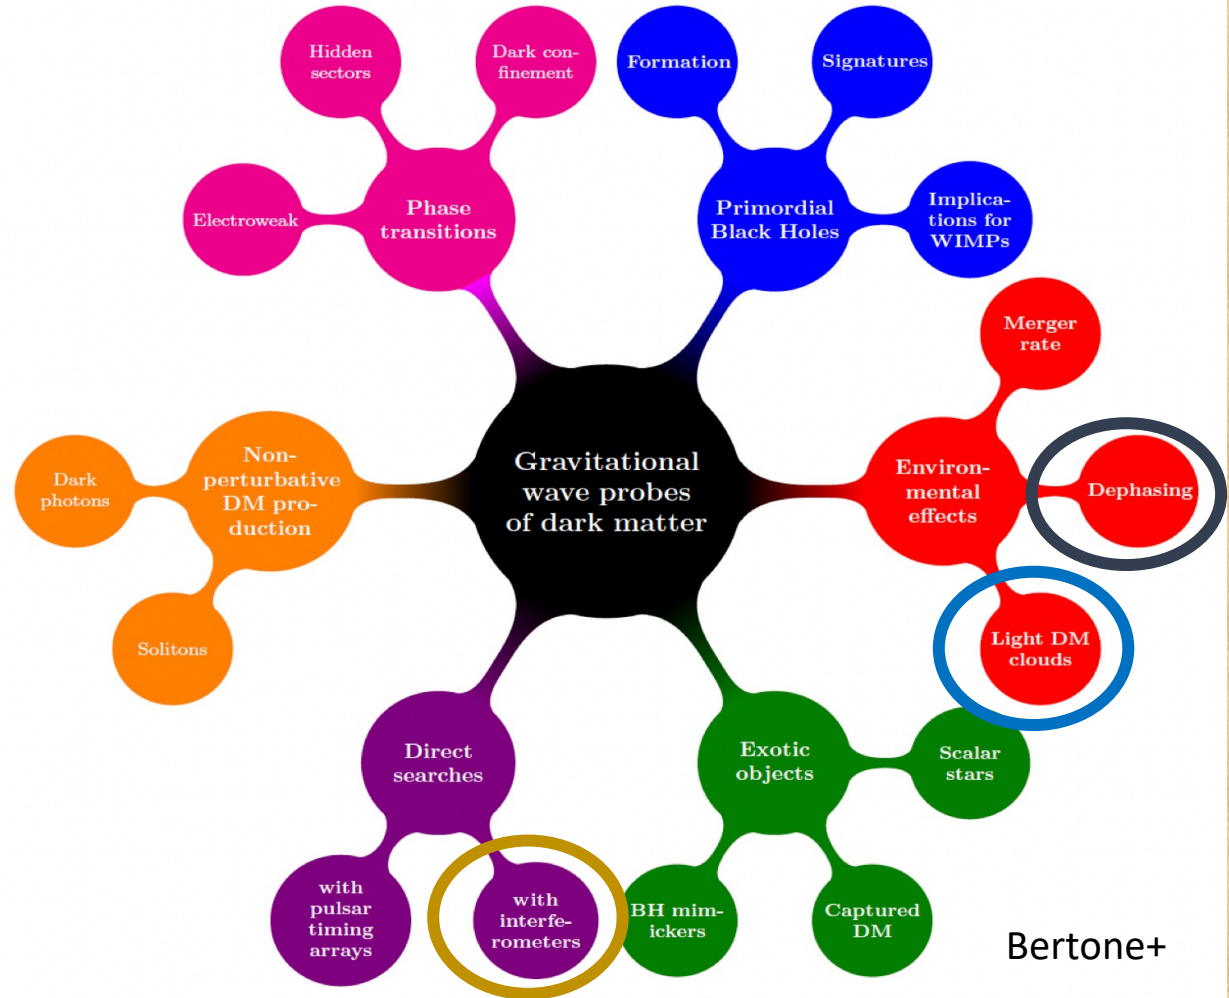 Hidden
sectors
Dark con-
finement
Formation
Signatures
Electroweak
Phase
transitions
Primordial
Black Holes
Implica-
tions for
WIMPs
Merger
rate
Dark
photons
Non-
perturbative
DM pro-
duction
Gravitational
wave probes
of dark matter
Environ-
mental
effects
Dephasing
Solitons
Light DM
clouds
Direct
searches
Exotic
objects
Scalar
stars
with
pulsar
timing
arrays
with
interfe-
rometers
BH mim-
ickers
Captured
DM
Bertone+